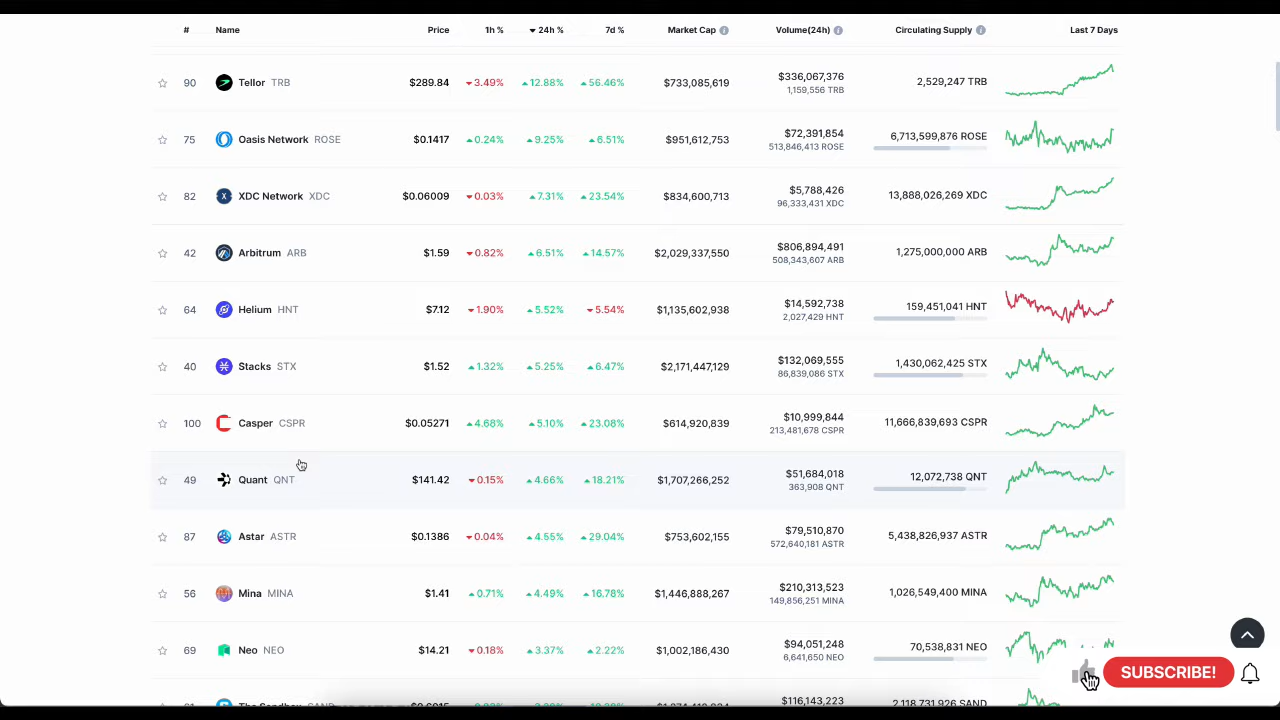 # Name Price 24h % 1h % 7d % Market Cap Volume(24h) Circulating Supply Last 7 Days
90 Tellor TRB $289.84 3.49% 12.88% 56.46% $733,085,619 $336,067,376 2,529,247 TRB
1,159,556 TRB
75 Oasis Network ROSE $0.1417 0.24% 9.25% 6.51% $951,612,753 $72,391,854 6,713,599,876 ROSE
513,846,413 ROSE
82 XDC Network XDC $0.06009 0.03% 7.31% 23.54% $834,600,713 $5,788,426 13,888,026,269 XDC
96,333,431 XDC
42 Arbitrum ARB $1.59 0.82% 6.51% 14.57% $2,029,337,550 $806,894,491 1,275,000,000 ARB
508,343,607 ARB
64 Helium HNT $7.12 1.90% 5.52% 5.54% $1,135,602,938 $14,592,738 159,451,041 HNT
2,027,429 HNT
40 Stacks STX $1.52 1.32% 5.25% 6.47% $2,171,447,129 $132,069,555 1,430,062,425 STX
86,839,086 STX
100 Casper CSPR $0.05271 4.68% 5.10% 23.08% $614,920,839 $10,999,844 11,666,839,693 CSPR
213,481,678 CSPR
49 Quant QNT $141.42 0.15% 4.66% 18.21% $1,707,266,252 $51,684,018 12,072,738 QNT
363,908 QNT
87 Astar ASTR $0.1386 0.04% 4.55% 29.04% $753,602,155 $79,510,870 5,438,826,937 ASTR
572,640,181 ASTR
56 Mina MINA $1.41 0.71% 4.49% 16.78% $1,446,888,267 $210,313,523 1,026,549,400 MINA
149,856,251 MINA
69 Neo NEO $14.21 0.18% 3.37% 2.22% $1,002,186,430 $94,051,248 70,538,831 NEO
6,641,650 NEO
SUBSCRIBE!
The Sandbox SAND $116,143,223 2,118,731,926 SAND